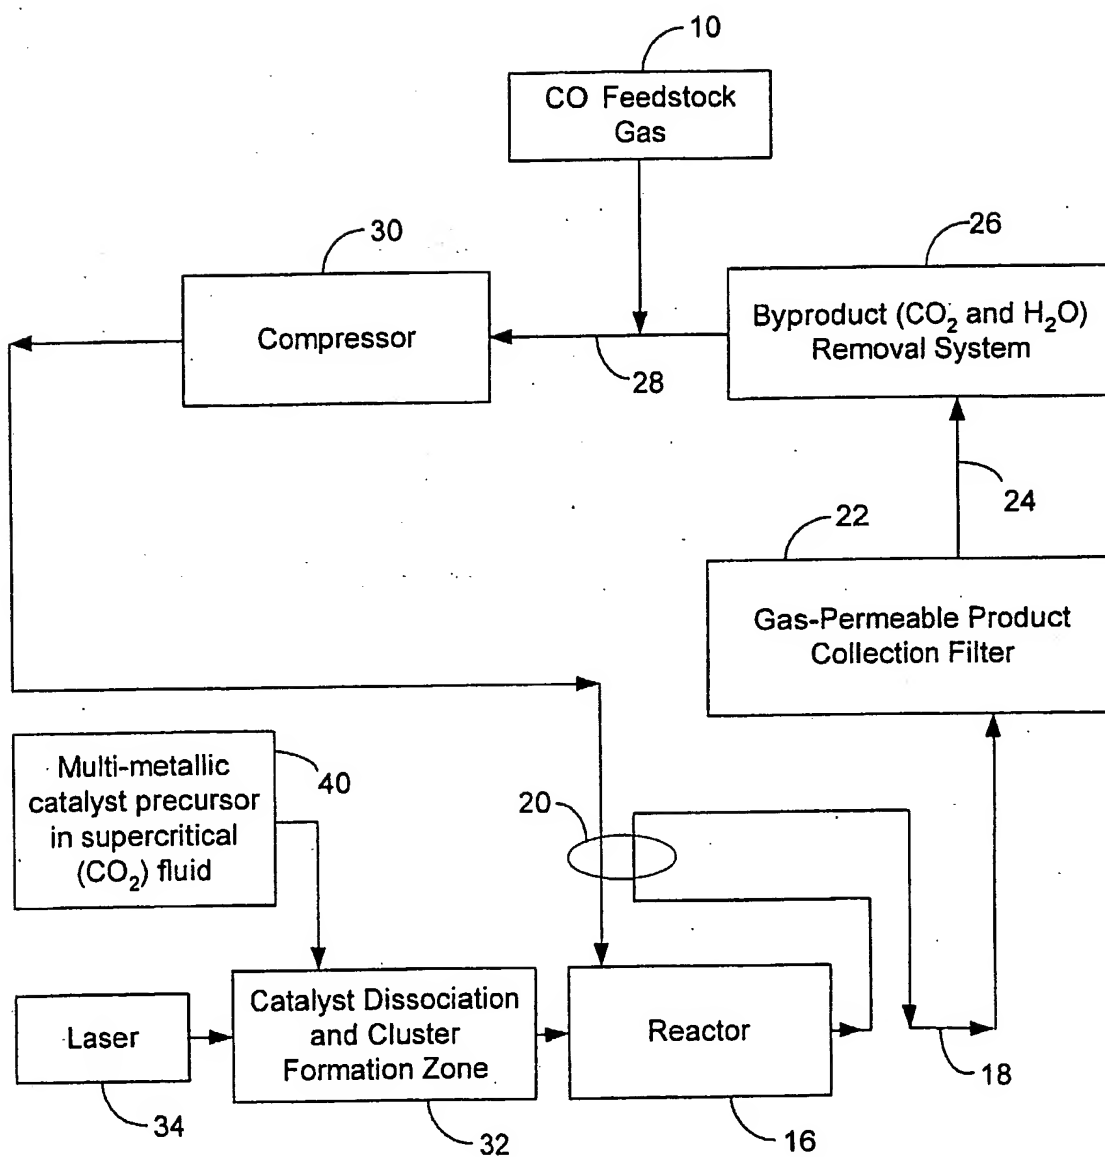 10
CO Feedstock
Gas
30
26
Compressor
Byproduct (CO₂ and H₂O)
Removal System
28
24
22
Gas-Permeable Product
Collection Filter
Multi-metallic
catalyst precursor
in supercritical
(CO₂) fluid
40
20
Laser
Catalyst Dissociation
and Cluster
Formation Zone
Reactor
18
34
32
16